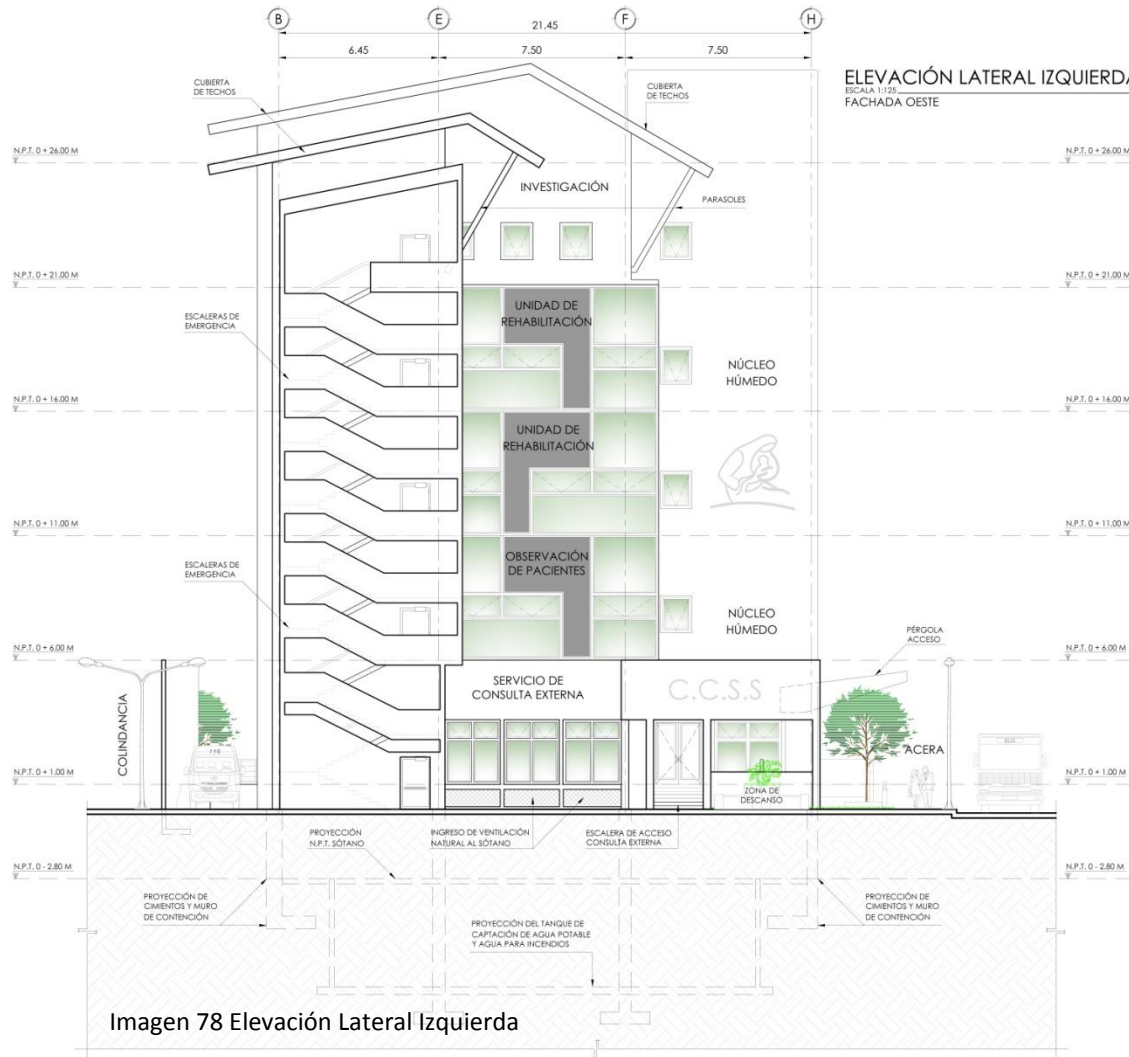 B
E
F
H
21.45
6.45
7.50
7.50
ELEVACIÓN LATERAL IZQUIERDA
ESCALA 1:125
FACHADA OESTE
CUBIERTA
DE TECHOS
CUBIERTA
DE TECHOS
N.P.T. 0 + 26.00 M
N.P.T. 0 + 26.00 M
INVESTIGACIÓN
PARASOLES
N.P.T. 0 + 21.00 M
N.P.T. 0 + 21.00 M
ESCALERAS DE
EMERGENCIA
UNIDAD DE
REHABILITACIÓN
NÚCLEO
HÚMEDO
N.P.T. 0 + 16.00 M
N.P.T. 0 + 16.00 M
UNIDAD DE
REHABILITACIÓN
N.P.T. 0 + 11.00 M
N.P.T. 0 + 11.00 M
ESCALERAS DE
EMERGENCIA
OBSERVACIÓN
DE PACIENTES
NÚCLEO
HÚMEDO
PÉRGOLA
ACCESO
N.P.T. 0 + 6.00 M
N.P.T. 0 + 6.00 M
SERVICIO DE
CONSULTA EXTERNA
C.C.S.S
COLINDANCIA
ACERA
N.P.T. 0 + 1.00 M
N.P.T. 0 + 1.00 M
ZONA DE
DESCANSO
PROYECCIÓN
N.P.T. SÓTANO
INGRESO DE VENTILACIÓN
NATURAL AL SÓTANO
ESCALERA DE ACCESO
CONSULTA EXTERNA
N.P.T. 0 - 2.80 M
N.P.T. 0 - 2.80 M
PROYECCIÓN DE
CIMIENTOS Y MURO
DE CONTENCIÓN
PROYECCIÓN DEL TANQUE DE
CAPTACIÓN DE AGUA POTABLE
Y AGUA PARA INCENDIOS
PROYECCIÓN DE
CIMIENTOS Y MURO
DE CONTENCIÓN
Imagen 78 Elevación Lateral Izquierda